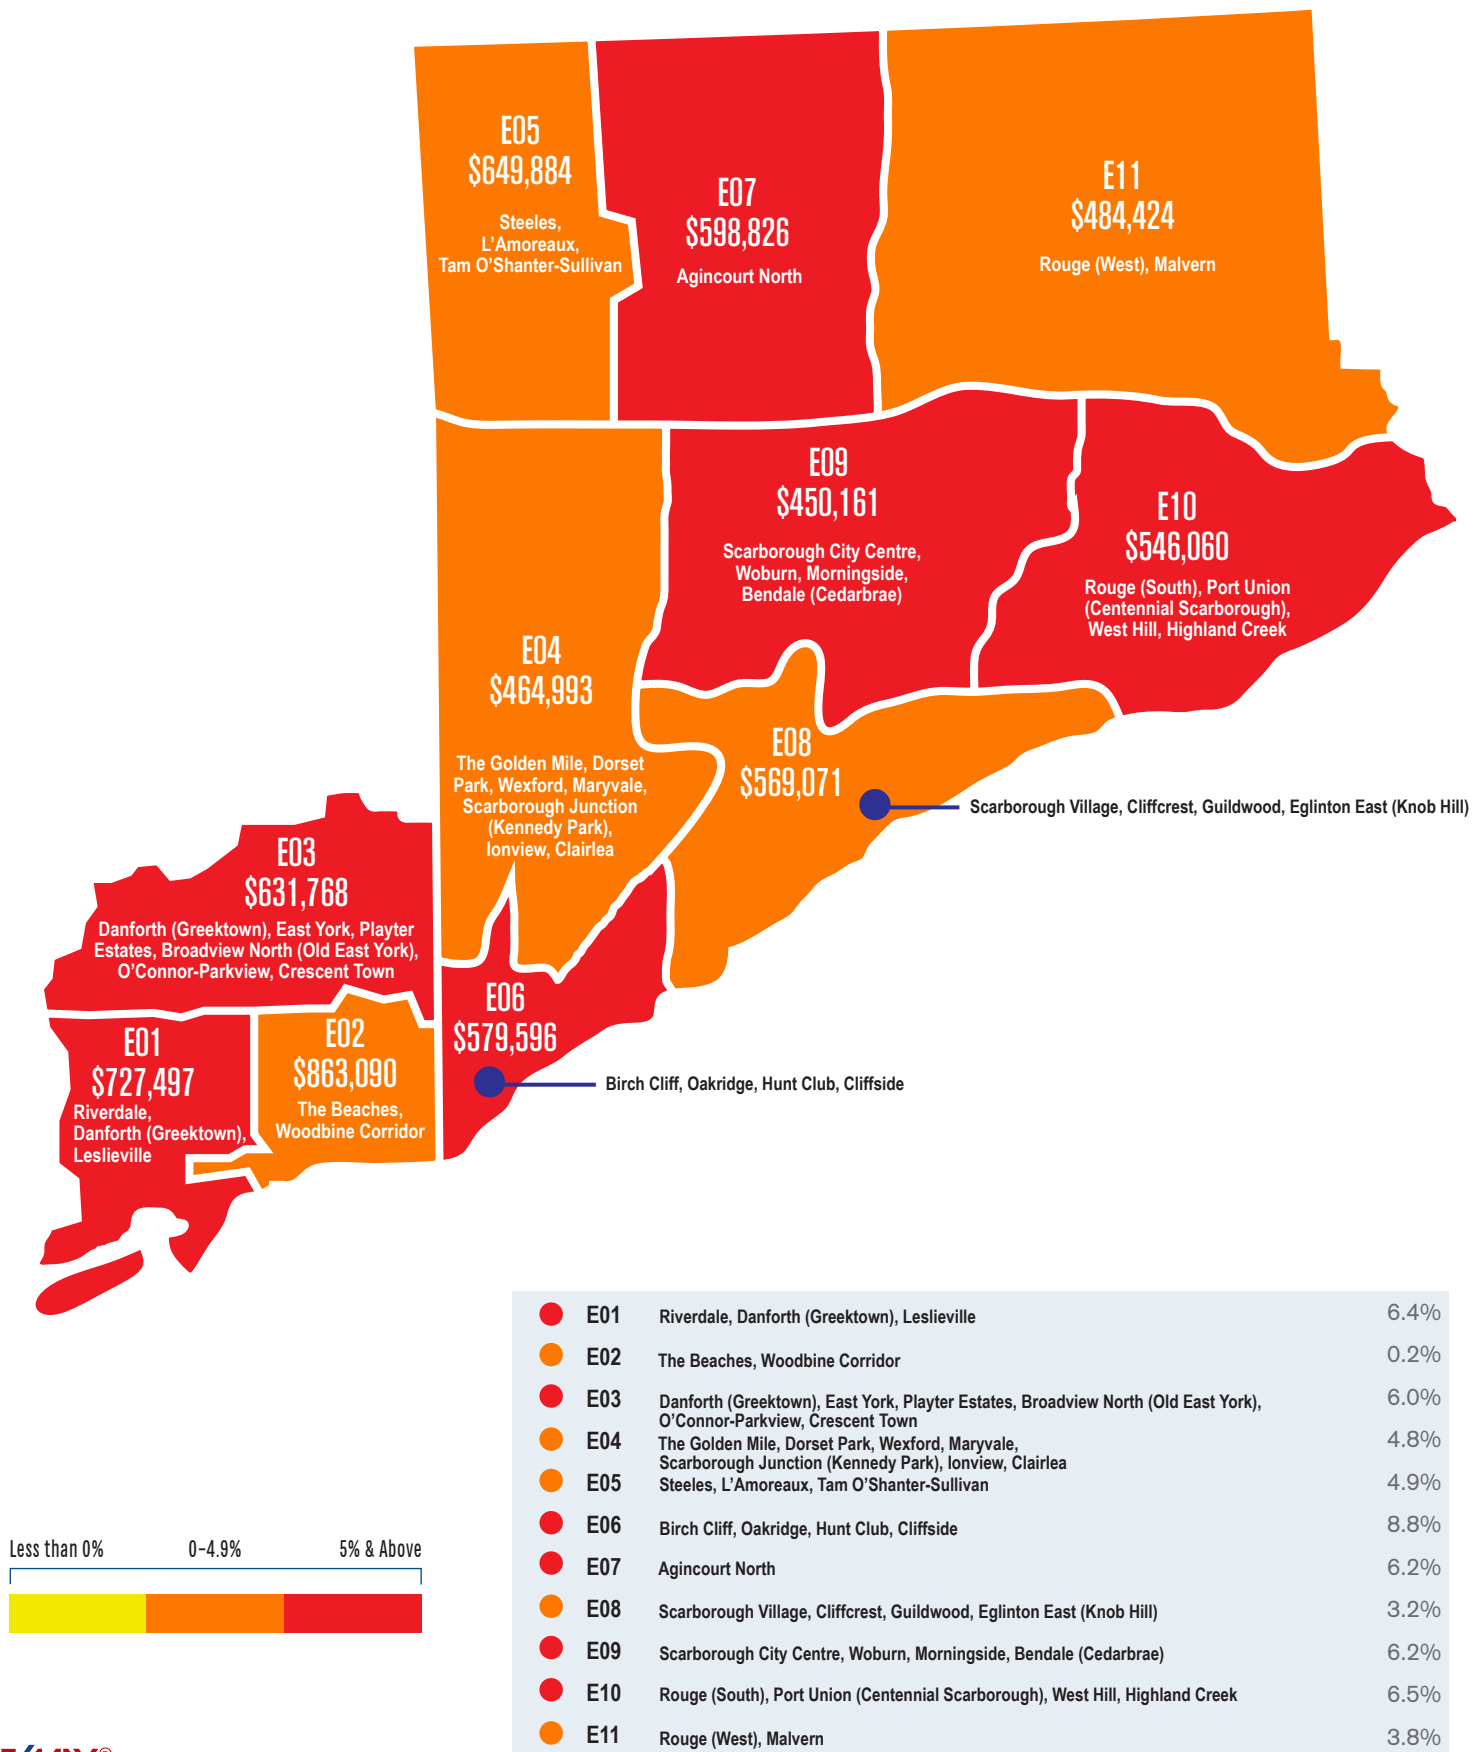 E05
$649,884
Steeles,
L'Amoreaux,
Tam O'Shanter-Sullivan
E07
$598,826
Agincourt North
E11
$484,424
Rouge (West), Malvern
E09
$450,161
Scarborough City Centre,
Woburn, Morningside,
Bendale (Cedarbrae)
E10
$546,060
Rouge (South), Port Union
(Centennial Scarborough),
West Hill, Highland Creek
E04
$464,993
The Golden Mile, Dorset
Park, Wexford, Maryvale,
Scarborough Junction
(Kennedy Park),
Ionview, Clairlea
E08
$569,071
Scarborough Village, Cliffcrest, Guildwood, Eglinton East (Knob Hill)
E03
$631,768
Danforth (Greektown), East York, Playter
Estates, Broadview North (Old East York),
O'Connor-Parkview, Crescent Town
E06
$579,596
Birch Cliff, Oakridge, Hunt Club, Cliffside
E01
$727,497
Riverdale,
Danforth (Greektown),
Leslieville
E02
$863,090
The Beaches,
Woodbine Corridor
E01 Riverdale, Danforth (Greektown), Leslieville 6.4%
E02 The Beaches, Woodbine Corridor 0.2%
E03 Danforth (Greektown), East York, Playter Estates, Broadview North (Old East York), 6.0%
O'Connor-Parkview, Crescent Town
E04 The Golden Mile, Dorset Park, Wexford, Maryvale, 4.8%
Scarborough Junction (Kennedy Park), Ionview, Clairlea
E05 Steeles, L'Amoreaux, Tam O'Shanter-Sullivan 4.9%
E06 Birch Cliff, Oakridge, Hunt Club, Cliffside 8.8%
E07 Agincourt North 6.2%
E08 Scarborough Village, Cliffcrest, Guildwood, Eglinton East (Knob Hill) 3.2%
E09 Scarborough City Centre, Woburn, Morningside, Bendale (Cedarbrae) 6.2%
E10 Rouge (South), Port Union (Centennial Scarborough), West Hill, Highland Creek 6.5%
E11 Rouge (West), Malvern 3.8%
Less than 0% 0-4.9% 5% & Above